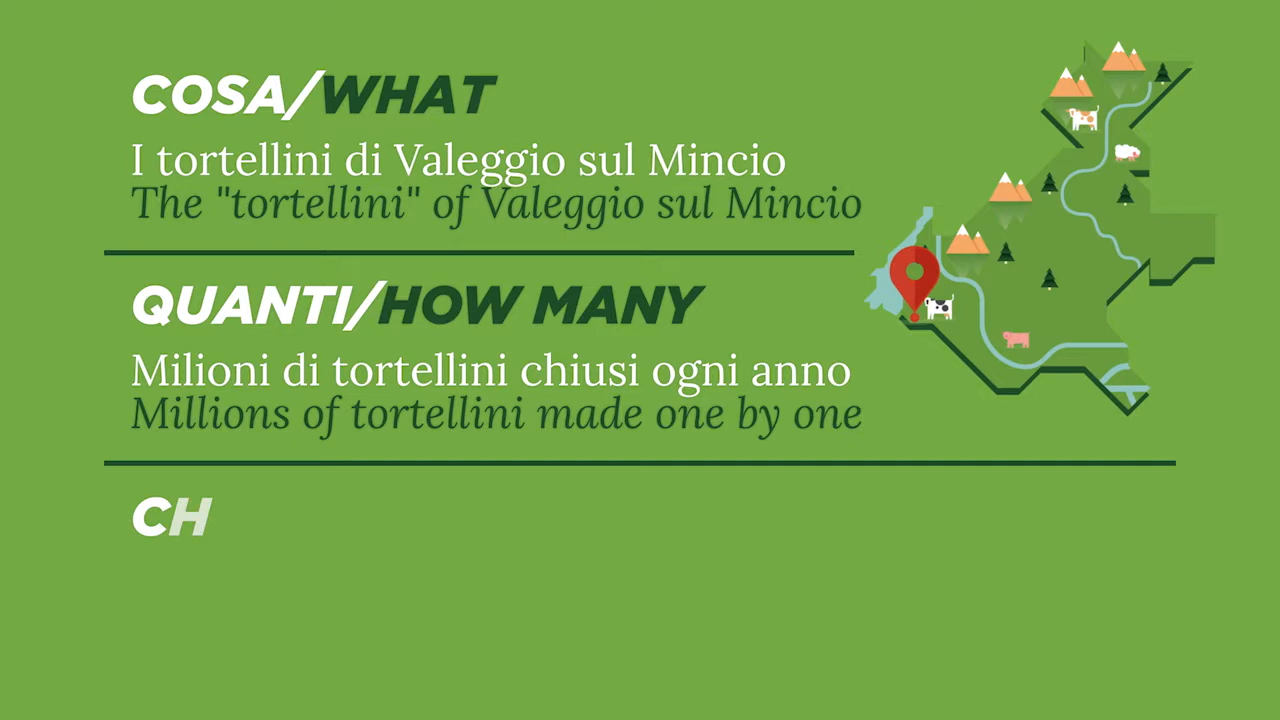 COSA/WHAT
I tortellini di Valeggio sul Mincio
The "tortellini" of Valeggio sul Mincio
QUANTI/HOW MANY
Milioni di tortellini chiusi ogni anno
Millions of tortellini made one by one
CH